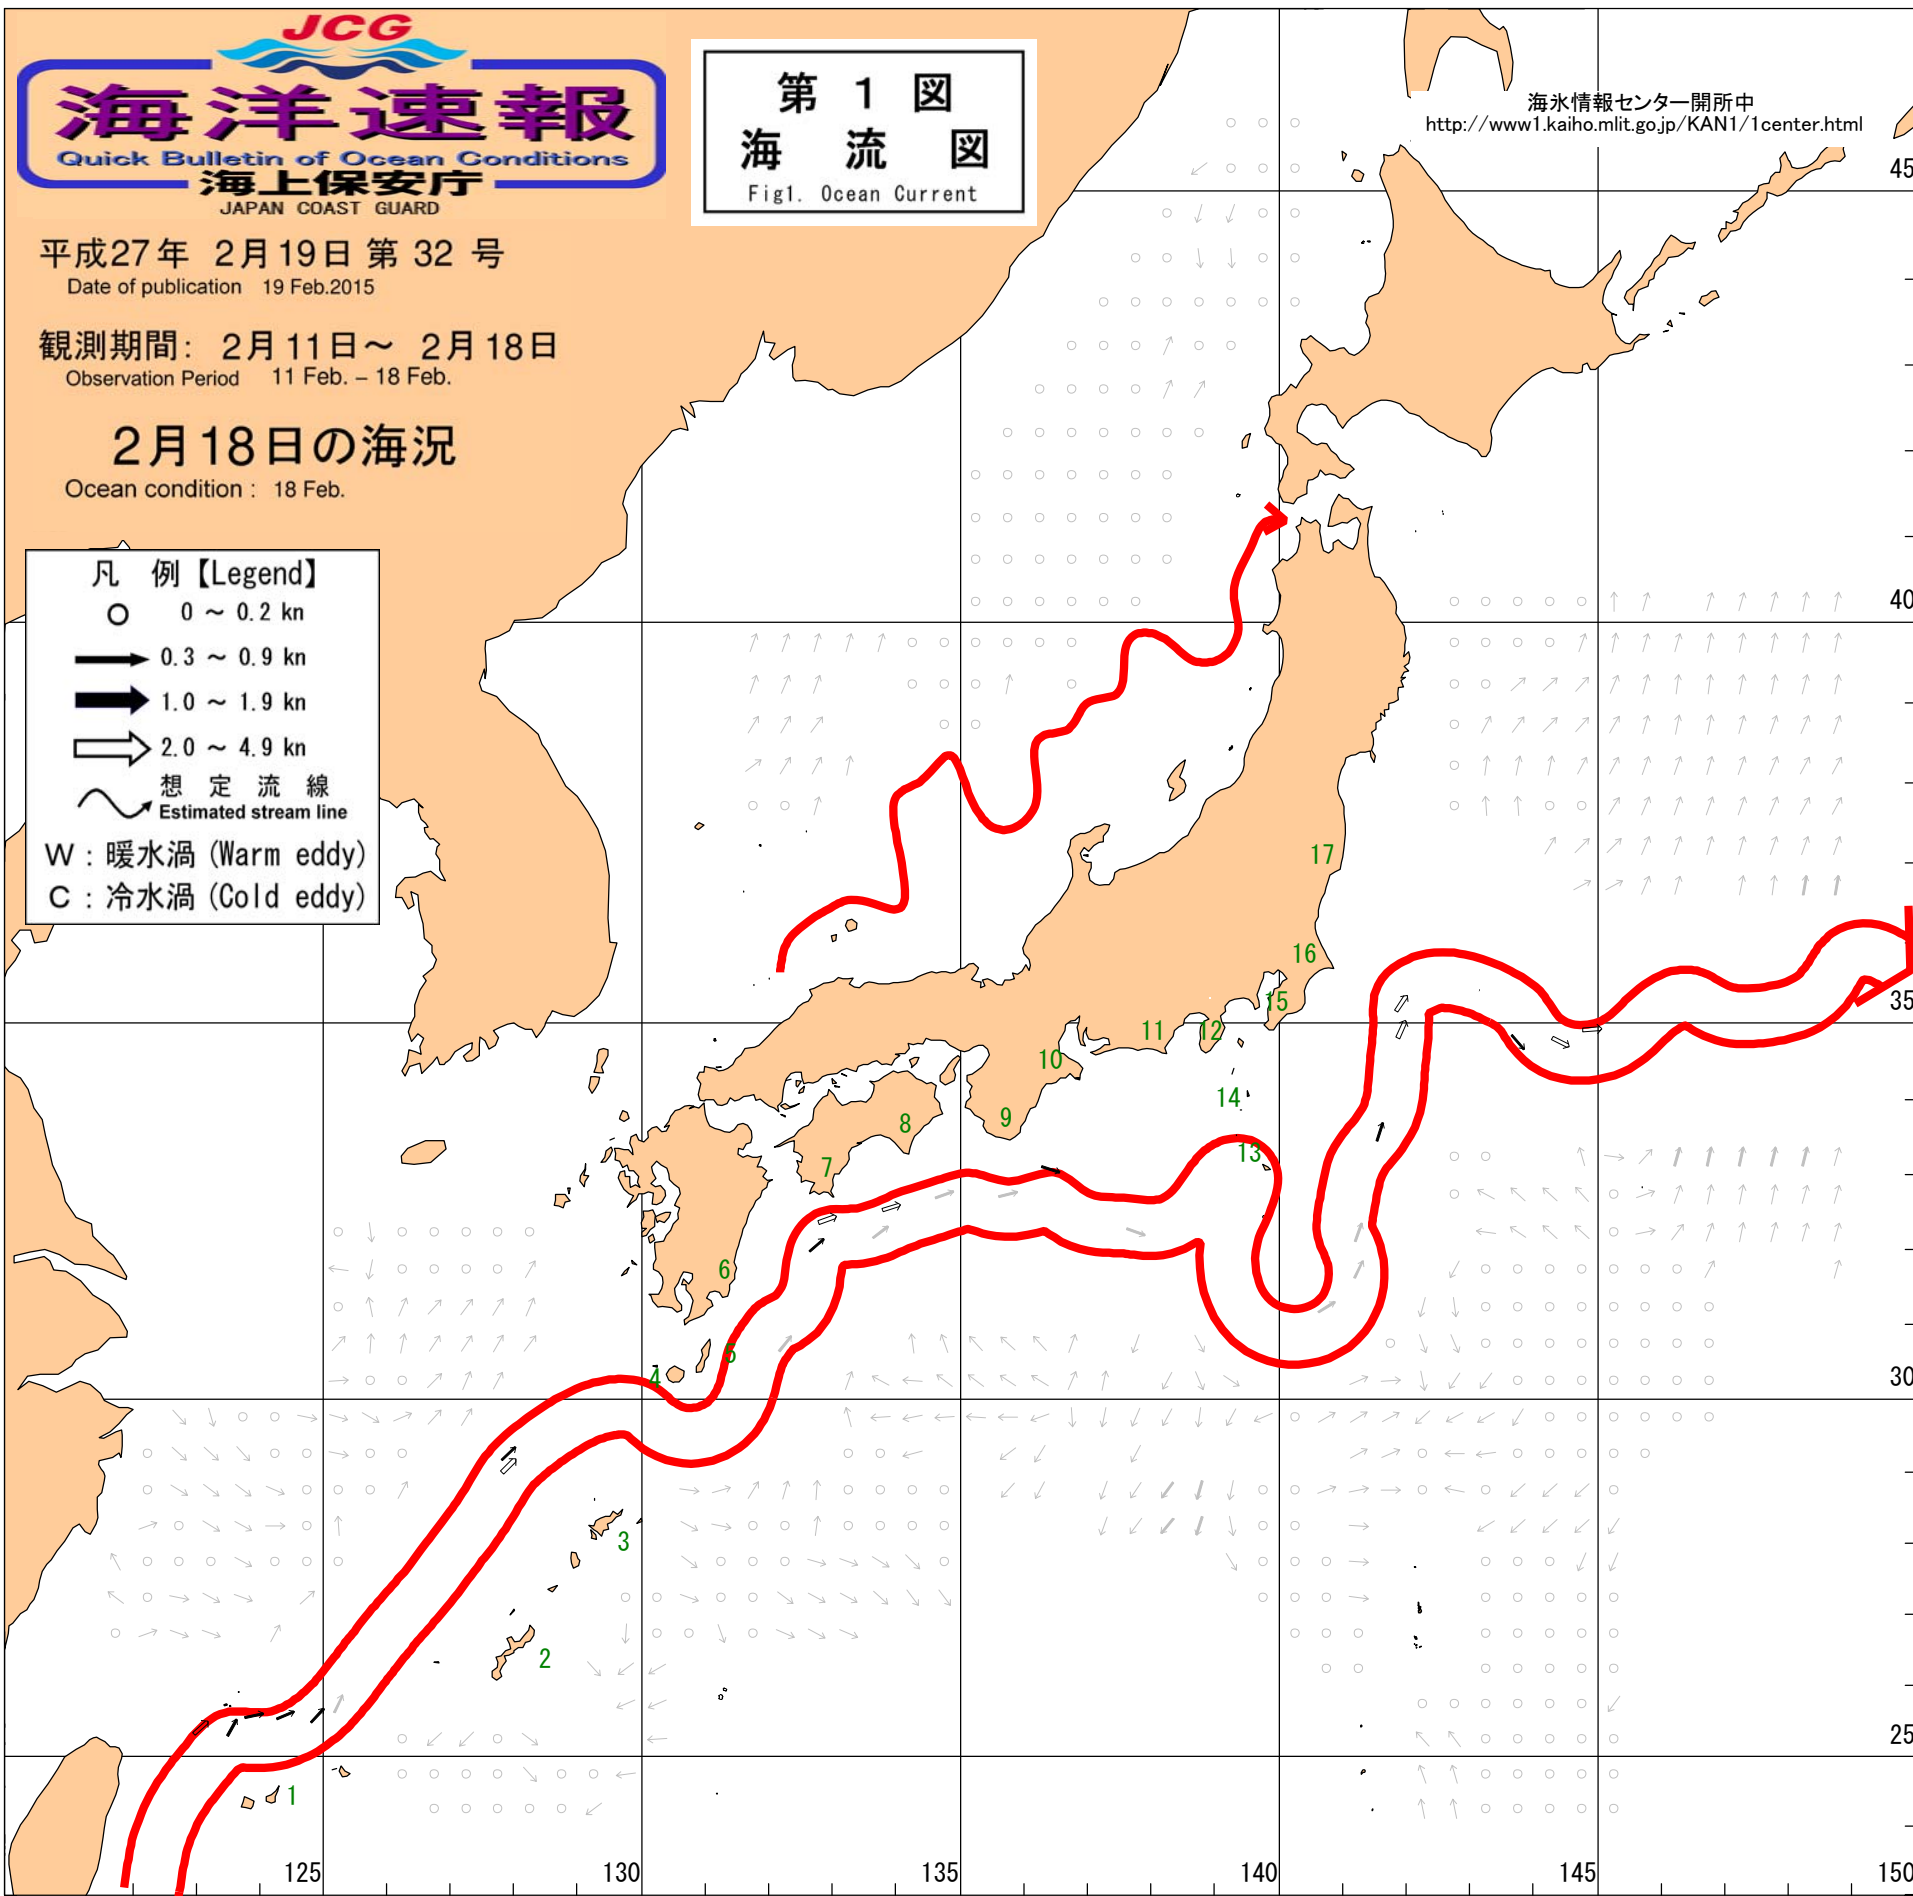 JCG
海洋速報
Quick Bulletin of Ocean Conditions
海上保安庁
JAPAN COAST GUARD
第 1 図
海 流 図
Fig1. Ocean Current
海氷情報センター開所中
http://www1.kaiho.mlit.go.jp/KAN1/1center.html
平成27年 2月19日 第 32 号
Date of publication 19 Feb.2015
観測期間: 2月11日～ 2月18日
Observation Period 11 Feb. – 18 Feb.
2月18日の海況
Ocean condition : 18 Feb.
凡 例【Legend】
0 ～ 0.2 kn
0.3 ～ 0.9 kn
1.0 ～ 1.9 kn
2.0 ～ 4.9 kn
想 定 流 線
Estimated stream line
W : 暖水渦 (Warm eddy)
C : 冷水渦 (Cold eddy)
45
40
17
16
35
15
12
11
10
14
9
8
13
7
6
5
4
30
3
2
25
1
125
130
135
140
145
150